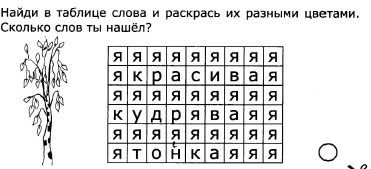 Найди в таблице слова и раскрась их разными цветами.
Сколько слов ты нашёл?
я я я я я я я я я
я к р а с и в а я
я я я я я я я я я
к у д р я в а я я
я я я я я я я я я
я т о н к а я я я